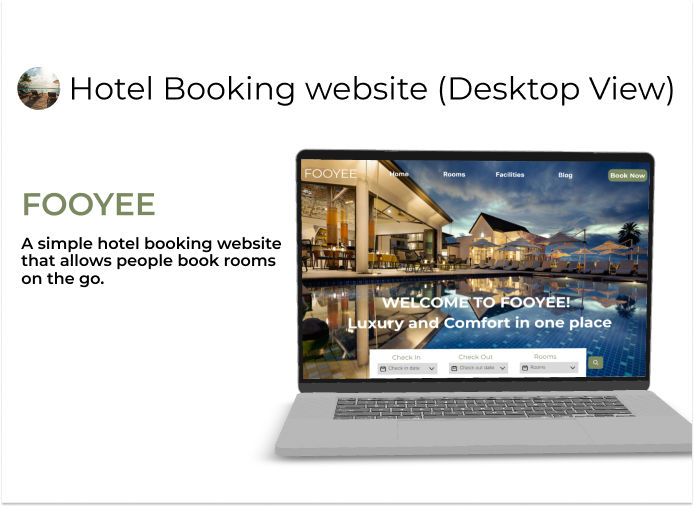 Hotel Booking website (Desktop View)
FOOYEE
A simple hotel booking website
that allows people book rooms
on the go.
FOOYEE
Home
Rooms
Facilities
Blog
Book Now
WELCOME TO FOOYEE!
Luxury and Comfort in one place
Check In
Check Out
Rooms
Check in date
Check out date
Rooms